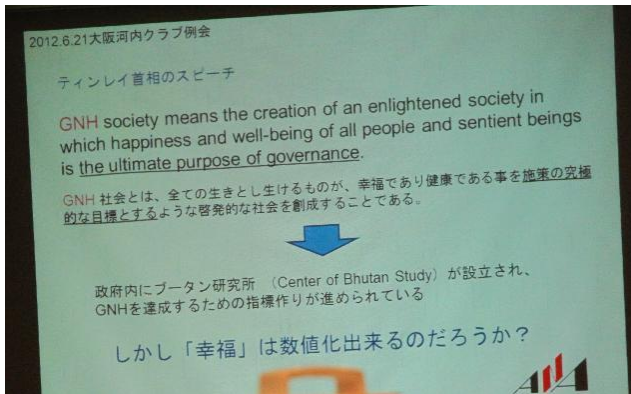 2012.6.21大阪河内クラブ例会
ティンレイ首相のスピーチ
GNH society means the creation of an enlightened society in
which happiness and well-being of all people and sentient beings
is the ultimate purpose of governance.
GNH 社会とは、全ての生きとし生けるものが、幸福であり健康である事を施策の究極
的な目標とするような啓発的な社会を創成することである。
政府内にブータン研究所 （Center of Bhutan Study）が設立され、
GNHを達成するための指標作りが進められている
しかし「幸福」は数値化出来るのだろうか？